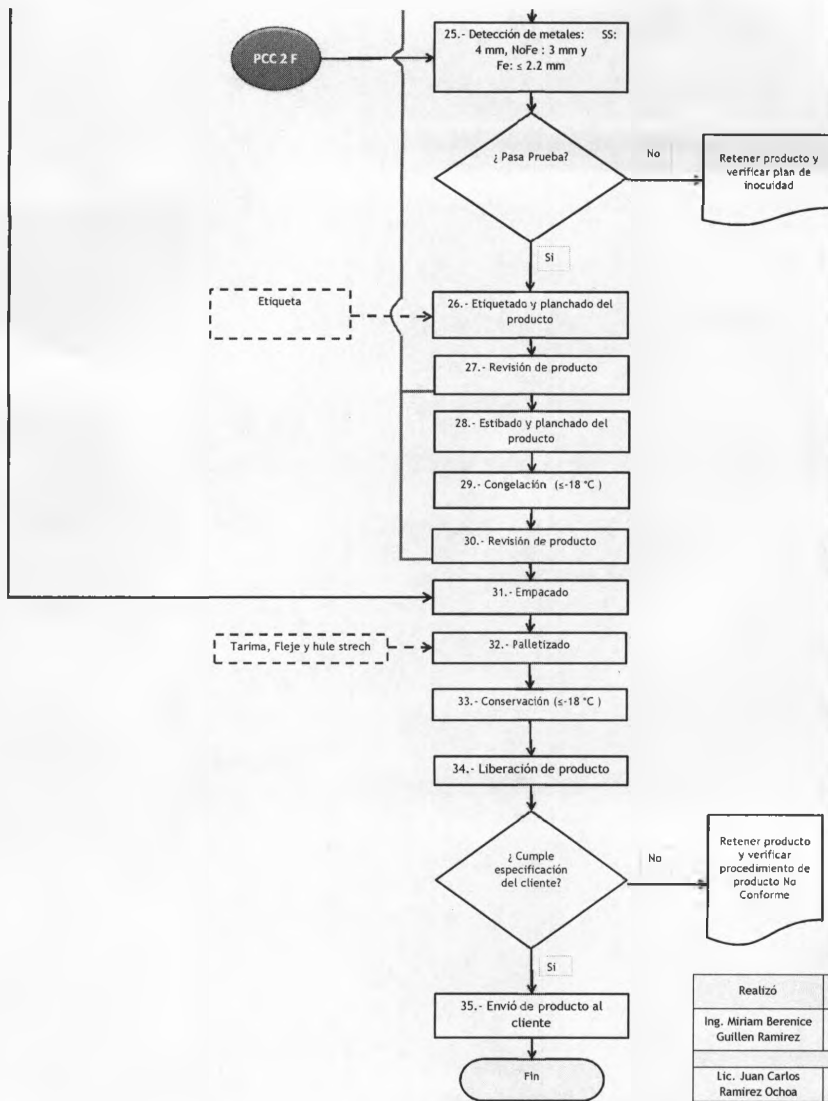 25.- Detección de metales: SS:
4 mm, NoFe : 3 mm y
Fe: ≤ 2.2 mm
PCC 2 F
¿ Pasa Prueba?
No
Retener producto y
verificar plan de
inocuidad
Si
Etiqueta
26.- Etiquetado y planchado del
producto
27.- Revisión de producto
28.- Estibado y planchado del
producto
29.- Congelación (≤-18 °C )
30.- Revisión de producto
31.- Empacado
Tarima, Fleje y hule strech
32.- Palletizado
33.- Conservación (≤-18 °C )
34.- Liberación de producto
¿ Cumple
especificación
del cliente?
No
Retener producto
y verificar
procedimiento de
producto No
Conforme
Si
35.- Envió de producto al
cliente
Fin
Realizó
Ing. Miriam Berenice
Guillen Ramirez
Lic. Juan Carlos
Ramirez Ochoa